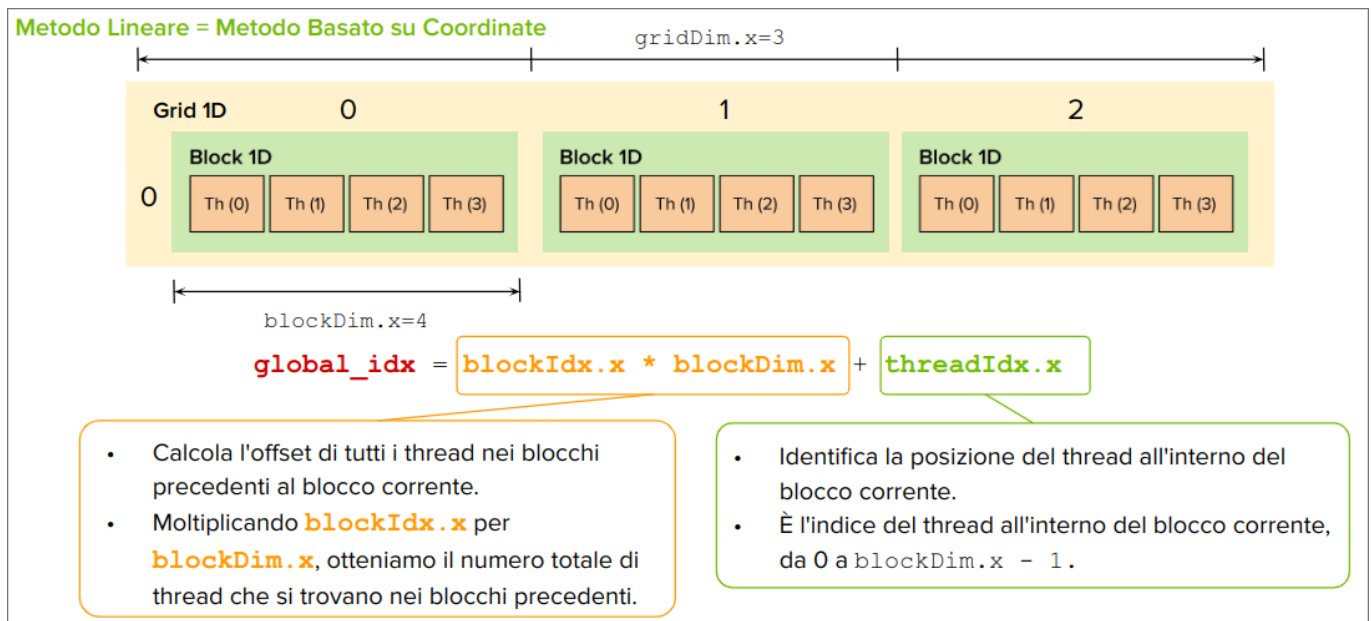 Metodo Lineare = Metodo Basato su Coordinate
gridDim.x=3
Grid 1D 0 1 2
Block 1D Block 1D Block 1D
0 Th (0) Th (1) Th (2) Th (3) Th (0) Th (1) Th (2) Th (3) Th (0) Th (1) Th (2) Th (3)
blockDim.x=4
global_idx = blockIdx.x * blockDim.x + threadIdx.x
• Calcola l'offset di tutti i thread nei blocchi
precedenti al blocco corrente.
• Moltiplicando blockIdx.x per
blockDim.x, otteniamo il numero totale di
thread che si trovano nei blocchi precedenti.
• Identifica la posizione del thread all'interno del
blocco corrente.
• È l'indice del thread all'interno del blocco corrente,
da 0 a blockDim.x - 1.